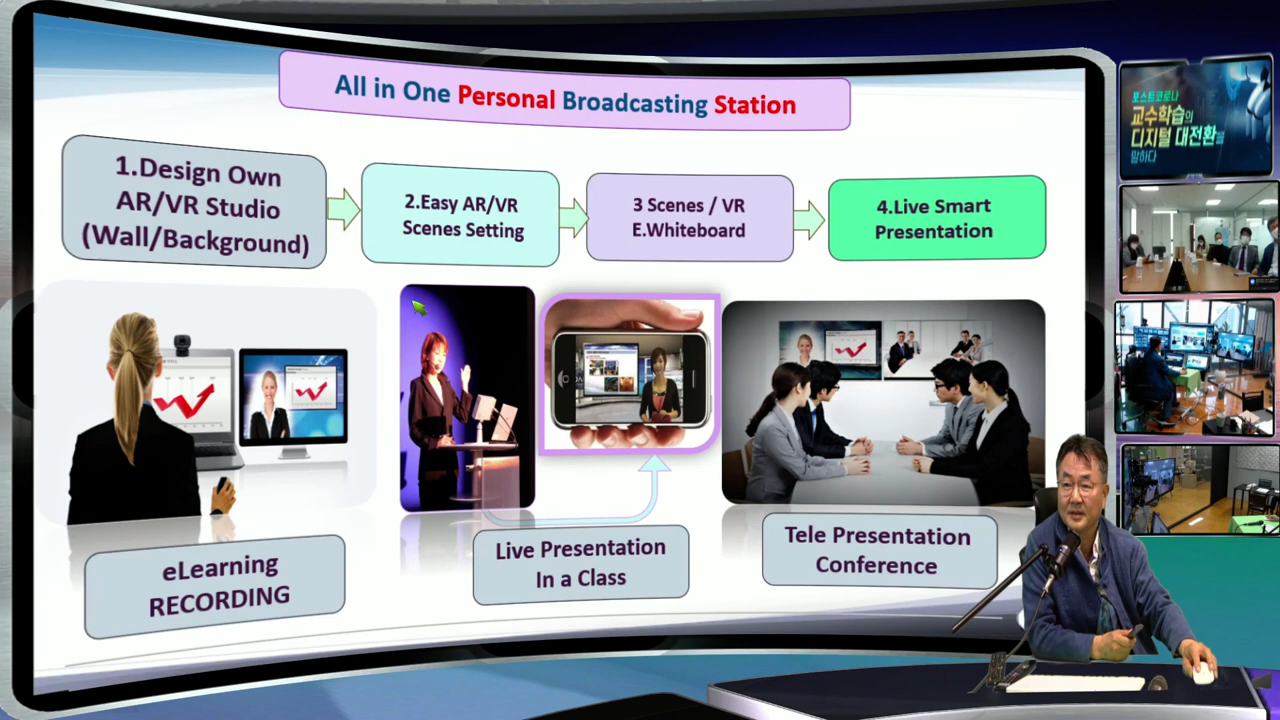 All in One Personal Broadcasting Station
1.Design Own
AR/VR Studio
(Wall/Background)
2.Easy AR/VR
Scenes Setting
3 Scenes / VR
E.Whiteboard
4.Live Smart
Presentation
eLearning
RECORDING
Live Presentation
In a Class
Tele Presentation
Conference
포스트코로나
교수학습의
디지털 대전환을
말하다